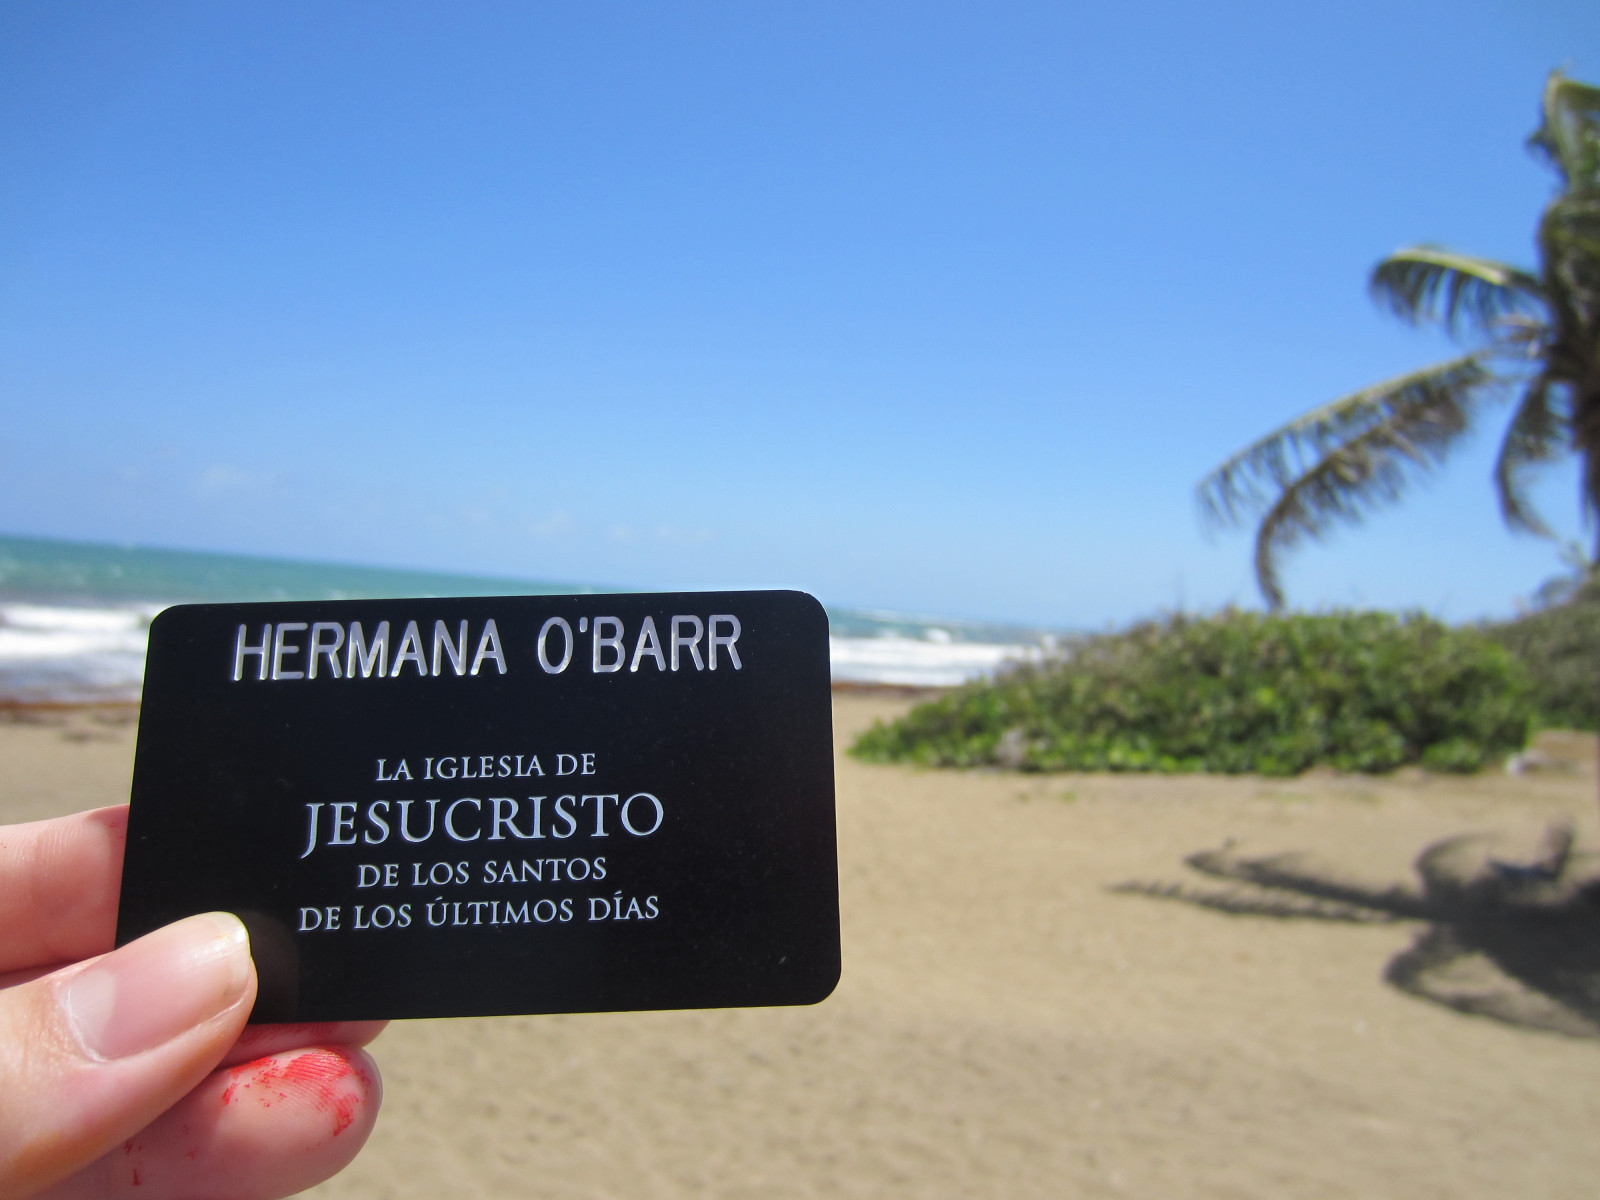 HERMANA O'BARR
LA IGLESIA DE
JESUCRISTO
DE LOS SANTOS
DE LOS ÚLTIMOS DÍAS